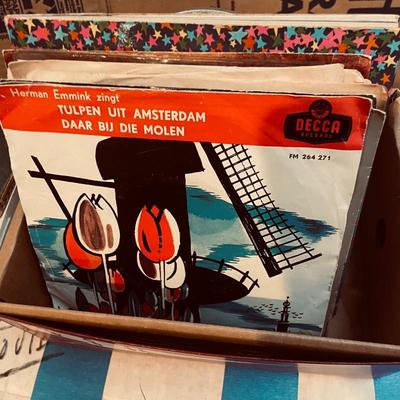 Herman Emmink zingt
TULPEN UIT AMSTERDAM
DAAR BIJ DIE MOLEN
DECCA
RECORDS
FM 264 271